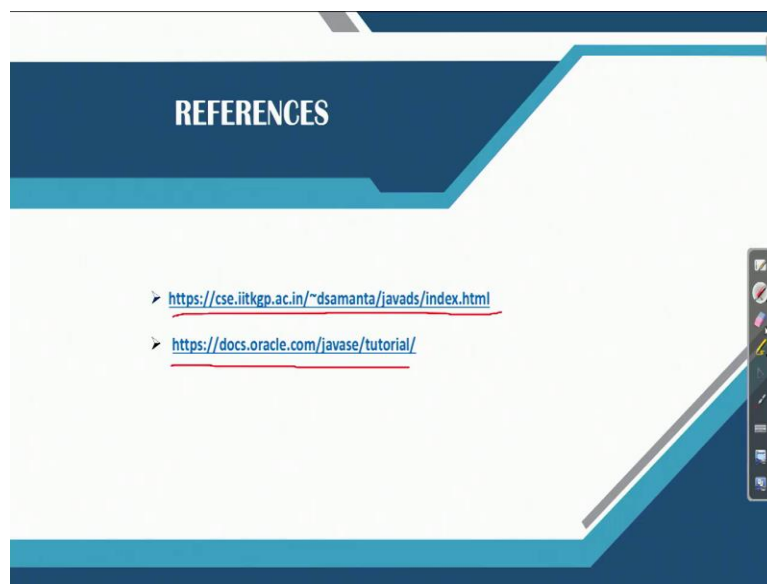 REFERENCES
https://cse.iitkgp.ac.in/~dsamanta/javads/index.html
https://docs.oracle.com/javase/tutorial/